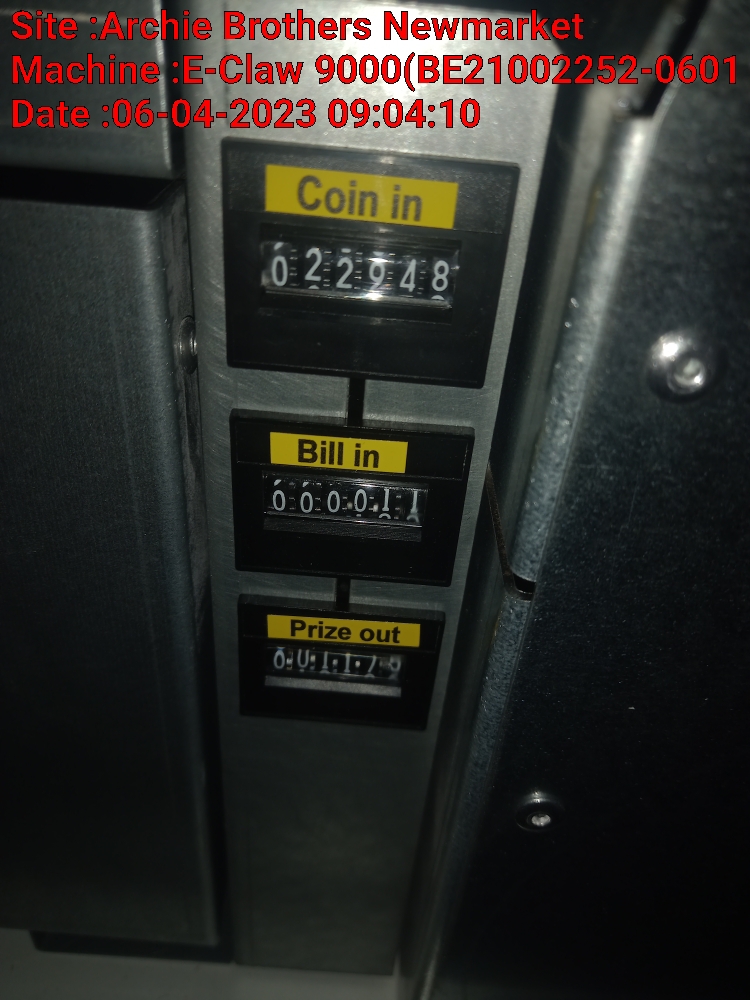 Site :Archie Brothers Newmarket
Machine :E-Claw 9000(BE21002252-0601
Date :06-04-2023 09:04:10
Coin in
022948
Bill in
000011
Prize out